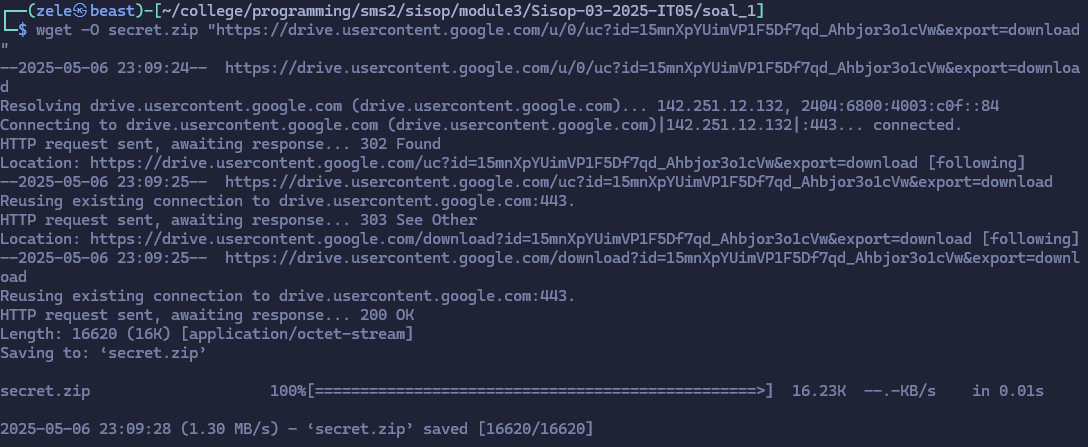 ┌──(zele㉿beast)-[~/college/programming/sms2/sisop/module3/Sisop-03-2025-IT05/soal_1]
└─$ wget -O secret.zip "https://drive.usercontent.google.com/u/0/uc?id=15mnXpYUimVP1F5Df7qd_Ahbjor3o1cVw&export=download
"
--2025-05-06 23:09:24--  https://drive.usercontent.google.com/u/0/uc?id=15mnXpYUimVP1F5Df7qd_Ahbjor3o1cVw&export=downloa
d
Resolving drive.usercontent.google.com (drive.usercontent.google.com)... 142.251.12.132, 2404:6800:4003:c0f::84
Connecting to drive.usercontent.google.com (drive.usercontent.google.com)|142.251.12.132|:443... connected.
HTTP request sent, awaiting response... 302 Found
Location: https://drive.usercontent.google.com/uc?id=15mnXpYUimVP1F5Df7qd_Ahbjor3o1cVw&export=download [following]
--2025-05-06 23:09:25--  https://drive.usercontent.google.com/uc?id=15mnXpYUimVP1F5Df7qd_Ahbjor3o1cVw&export=download
Reusing existing connection to drive.usercontent.google.com:443.
HTTP request sent, awaiting response... 303 See Other
Location: https://drive.usercontent.google.com/download?id=15mnXpYUimVP1F5Df7qd_Ahbjor3o1cVw&export=download [following]
--2025-05-06 23:09:25--  https://drive.usercontent.google.com/download?id=15mnXpYUimVP1F5Df7qd_Ahbjor3o1cVw&export=downl
oad
Reusing existing connection to drive.usercontent.google.com:443.
HTTP request sent, awaiting response... 200 OK
Length: 16620 (16K) [application/octet-stream]
Saving to: ‘secret.zip’
secret.zip                    100%[=================================================>]  16.23K  --.-KB/s    in 0.01s
2025-05-06 23:09:28 (1.30 MB/s) - ‘secret.zip’ saved [16620/16620]